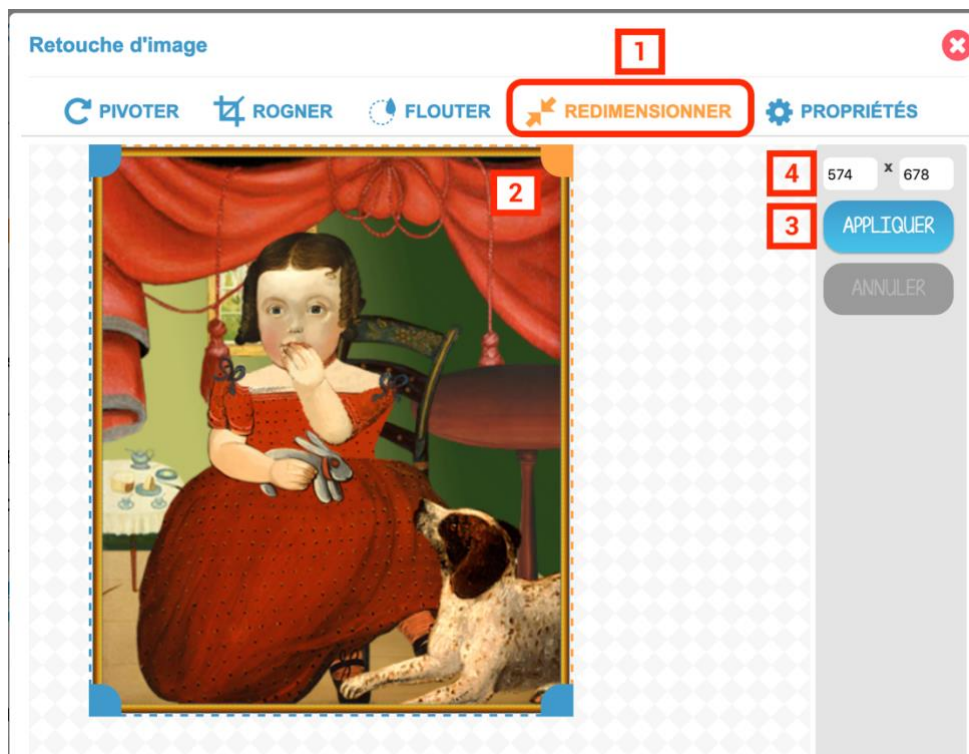 Retouche d'image
1
PIVOTER ROGNER FLOUTER REDIMENSIONNER PROPRIÉTÉS
2
4 574 x 678
3 APPLIQUER
ANNULER